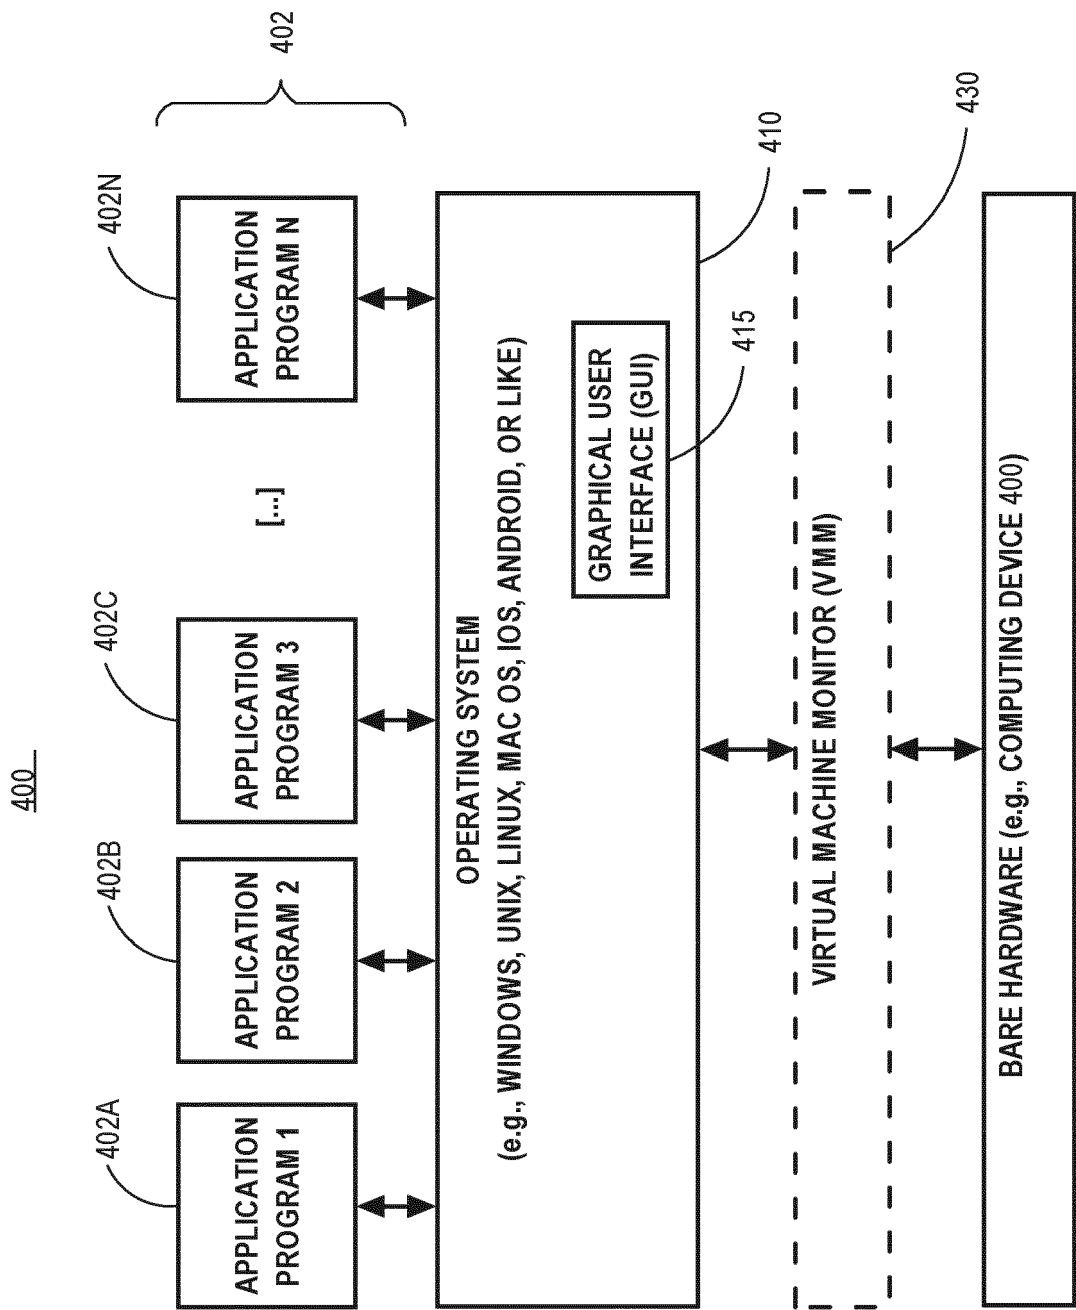 400
402A
402B
402C
402N
402
APPLICATION
PROGRAM 1
APPLICATION
PROGRAM 2
APPLICATION
PROGRAM 3
[...]
APPLICATION
PROGRAM N
OPERATING SYSTEM
(e.g., WINDOWS, UNIX, LINUX, MAC OS, IOS, ANDROID, OR LIKE)
GRAPHICAL USER
INTERFACE (GUI)
415
410
VIRTUAL MACHINE MONITOR (VMM)
430
BARE HARDWARE (e.g., COMPUTING DEVICE 400)